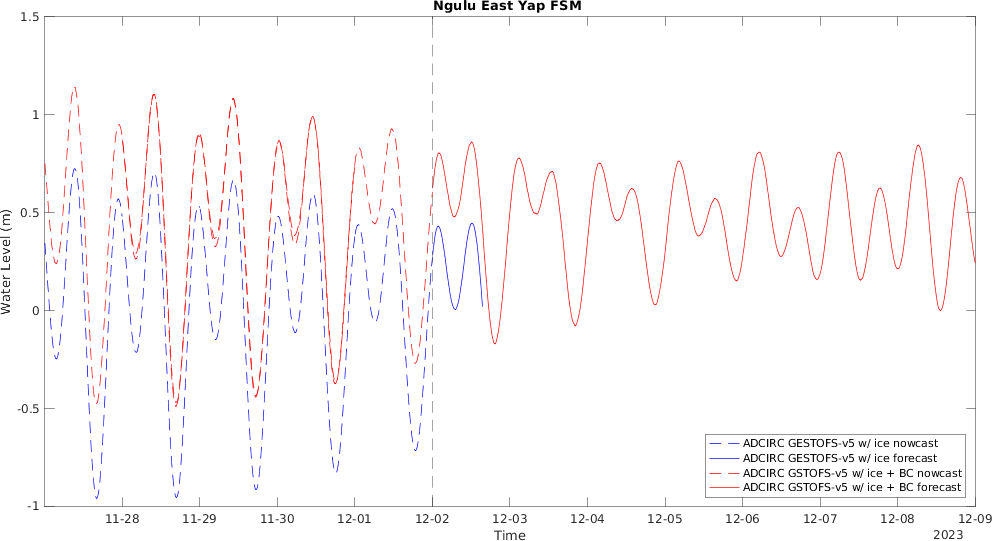 Ngulu East Yap FSM
1.5
1
0.5
0
-0.5
-1
Water Level (m)
ADCIRC GESTOFS-v5 w/ ice nowcast
ADCIRC GESTOFS-v5 w/ ice forecast
ADCIRC GSTOFS-v5 w/ ice + BC nowcast
ADCIRC GSTOFS-v5 w/ ice + BC forecast
11-28 11-29 11-30 12-01 12-02 12-03 12-04 12-05 12-06 12-07 12-08 12-09
Time
2023